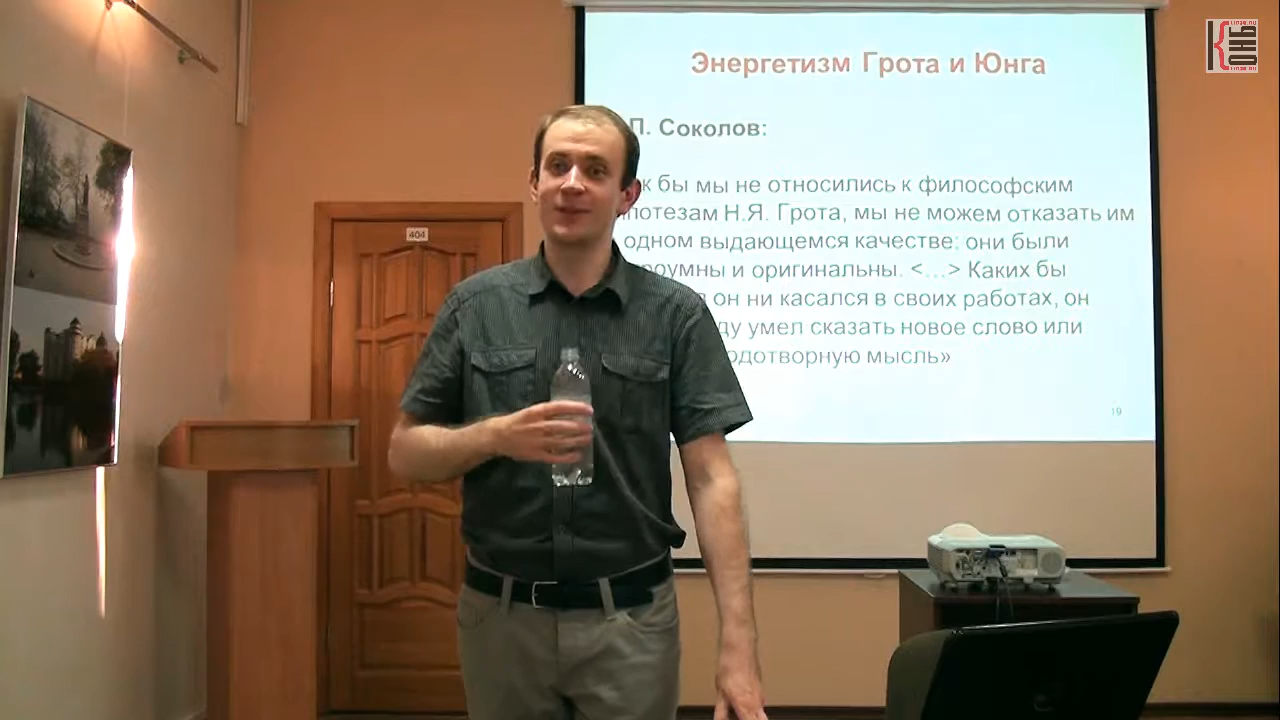 Энергетизм Грота и Юнга
П. Соколов:
к бы мы не относились к философским
потезам Н.Я. Грота, мы не можем отказать им
одном выдающемся качестве: они были
роумны и оригинальны. <...> Каких бы
он ни касался в своих работах, он
ду умел сказать новое слово или
одотворную мысль»
19
404